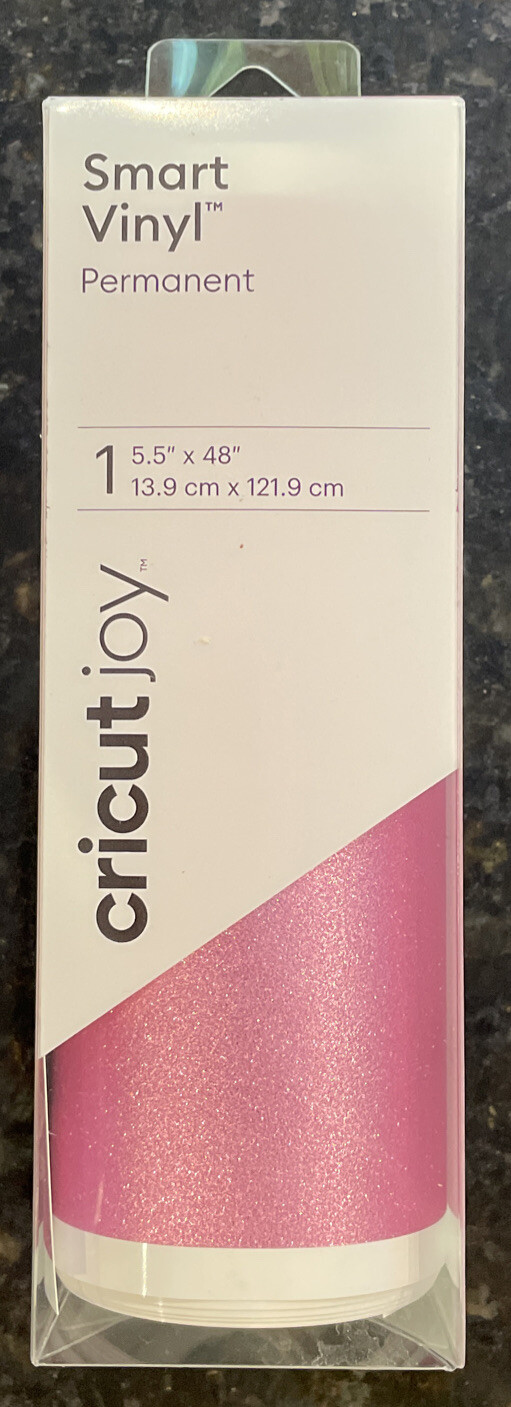 Smart
Vinyl™
Permanent
1 5.5" x 48"
13.9 cm x 121.9 cm
cricut joy™